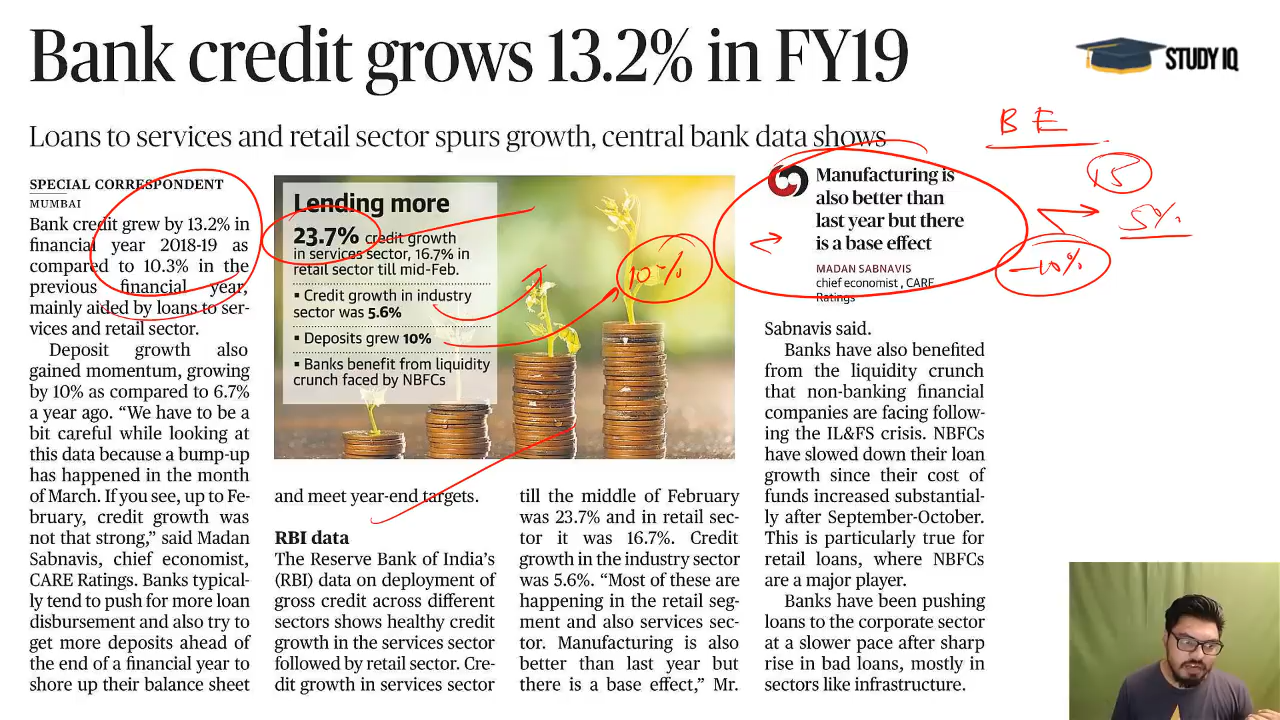 Bank credit grows 13.2% in FY19
STUDY IQ
Loans to services and retail sector spurs growth, central bank data shows
B E
15
5%
-10%
10%
SPECIAL CORRESPONDENT
MUMBAI
Bank credit grew by 13.2% in
financial year 2018-19 as
compared to 10.3% in the
previous financial year,
mainly aided by loans to ser-
vices and retail sector.
Deposit growth also
gained momentum, growing
by 10% as compared to 6.7%
a year ago. “We have to be a
bit careful while looking at
this data because a bump-up
has happened in the month
of March. If you see, up to Fe-
bruary, credit growth was
not that strong,” said Madan
Sabnavis, chief economist,
CARE Ratings. Banks typical-
ly tend to push for more loan
disbursement and also try to
get more deposits ahead of
the end of a financial year to
shore up their balance sheet
Lending more
23.7% credit growth
in services sector, 16.7% in
retail sector till mid-Feb.
▪ Credit growth in industry
sector was 5.6%
▪ Deposits grew 10%
▪ Banks benefit from liquidity
crunch faced by NBFCs
and meet year-end targets.
RBI data
The Reserve Bank of India’s
(RBI) data on deployment of
gross credit across different
sectors shows healthy credit
growth in the services sector
followed by retail sector. Cre-
dit growth in services sector
till the middle of February
was 23.7% and in retail sec-
tor it was 16.7%. Credit
growth in the industry sector
was 5.6%. “Most of these are
happening in the retail seg-
ment and also services sec-
tor. Manufacturing is also
better than last year but
there is a base effect,” Mr.
Manufacturing is
also better than
last year but there
is a base effect
MADAN SABNAVIS
chief economist, CARE
Ratings
Sabnavis said.
Banks have also benefited
from the liquidity crunch
that non-banking financial
companies are facing follow-
ing the IL&FS crisis. NBFCs
have slowed down their loan
growth since their cost of
funds increased substantial-
ly after September-October.
This is particularly true for
retail loans, where NBFCs
are a major player.
Banks have been pushing
loans to the corporate sector
at a slower pace after sharp
rise in bad loans, mostly in
sectors like infrastructure.